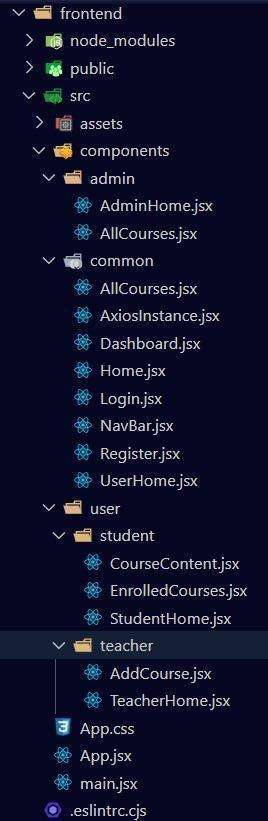 frontend
node_modules
public
src
assets
components
admin
AdminHome.jsx
AllCourses.jsx
common
AllCourses.jsx
AxiosInstance.jsx
Dashboard.jsx
Home.jsx
Login.jsx
NavBar.jsx
Register.jsx
UserHome.jsx
user
student
CourseContent.jsx
EnrolledCourses.jsx
StudentHome.jsx
teacher
AddCourse.jsx
TeacherHome.jsx
App.css
App.jsx
main.jsx
.eslintrc.cjs